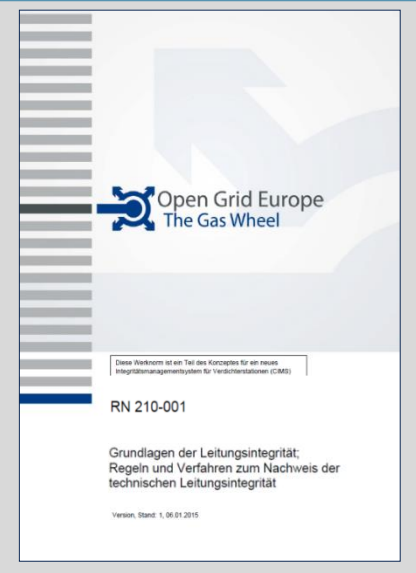 Open Grid Europe
The Gas Wheel
Diese Werknorm ist ein Teil des Konzeptes für ein neues
Integritätsmanagementsystem für Verdichterstationen (CIMS)
RN 210-001
Grundlagen der Leitungsintegrität;
Regeln und Verfahren zum Nachweis der
technischen Leitungsintegrität
Version, Stand: 1, 06.01.2015